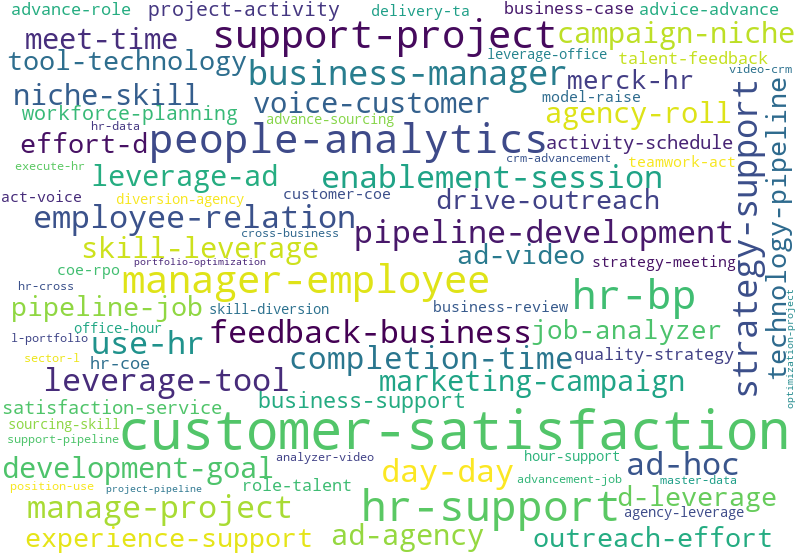 advance-role
project-activity
delivery-ta
business-case
advice-advance
meet-time
support-project
campaign-niche
tool-technology
leverage-office
talent-feedback
business-manager
merck-hr
video-crm
niche-skill
voice-customer
model-raise
workforce-planning
advance-sourcing
agency-roll
hr-data
effort-d
people-analytics
activity-schedule
strategy-support
technology-pipeline
execute-hr
crm-advancement
teamwork-act
leverage-ad
enablement-session
act-voice
diversion-agency
customer-coe
drive-outreach
employee-relation
cross-business
pipeline-development
skill-leverage
ad-video
portfolio-optimization
strategy-meeting
coe-rpo
manager-employee
hr-bp
hr-cross
pipeline-job
skill-diversion
business-review
optimization-project
office-hour
l-portfolio
use-hr
feedback-business
job-analyzer
sector-l
hr-coe
completion-time
quality-strategy
leverage-tool
marketing-campaign
satisfaction-service
business-support
sourcing-skill
customer-satisfaction
support-pipeline
analyzer-video
hour-support
development-goal
day-day
ad-hoc
position-use
project-pipeline
role-talent
advancement-job
master-data
manage-project
hr-support
d-leverage
agency-leverage
experience-support
ad-agency
outreach-effort